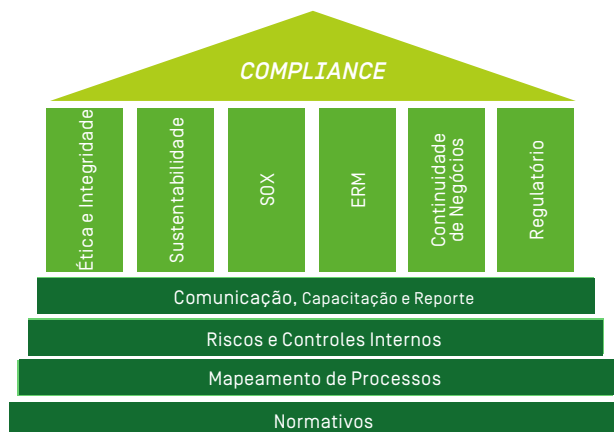 COMPLIANCE
Ética e Integridade
Sustentabilidade
SOX
ERM
Continuidade
de Negócios
Regulatório
Comunicação, Capacitação e Reporte
Riscos e Controles Internos
Mapeamento de Processos
Normativos